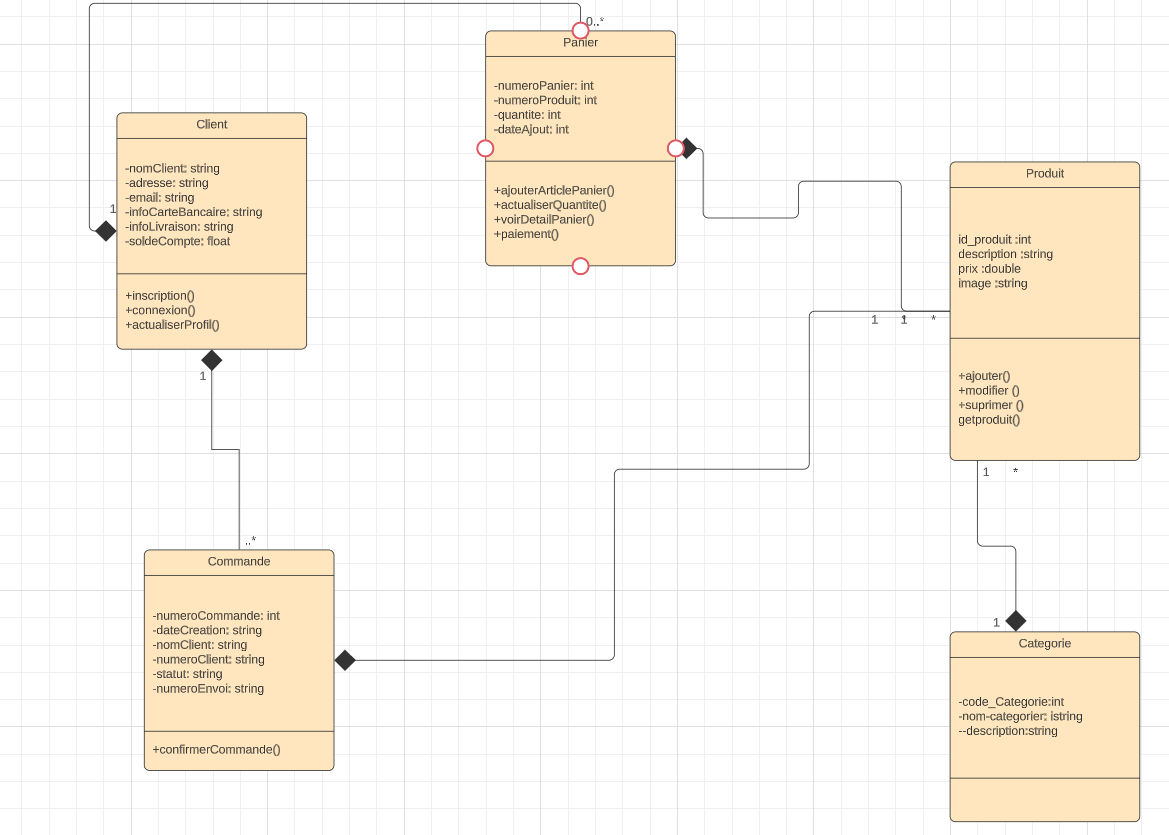 0..*
Panier
-numeroPanier: int
-numeroProduit: int
-quantite: int
-dateAjout: int
+ajouterArticlePanier()
+actualiserQuantite()
+voirDetailPanier()
+paiement()
Client
-nomClient: string
-adresse: string
-email: string
-infoCarteBancaire: string
-infoLivraison: string
-soldeCompte: float
+inscription()
+connexion()
+actualiserProfil()
1
1
Produit
id_produit :int
description :string
prix :double
image :string
+ajouter()
+modifier ()
+suprimer ()
getproduit()
1 1 *
1 *
..*
Commande
-numeroCommande: int
-dateCreation: string
-nomClient: string
-numeroClient: string
-statut: string
-numeroEnvoi: string
+confirmerCommande()
1
Categorie
-code_Categorie:int
-nom-categorier: istring
--description:string